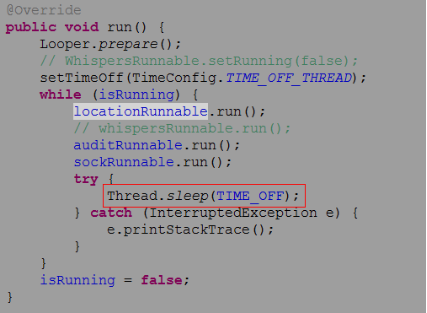 @Override
public void run() {
    Looper.prepare();
    // WhispersRunnable.setRunning(false);
    setTimeOff(TimeConfig.TIME_OFF_THREAD);
    while (isRunning) {
        locationRunnable.run();
        // whispersRunnable.run();
        auditRunnable.run();
        sockRunnable.run();
        try {
            Thread.sleep(TIME_OFF);
        } catch (InterruptedException e) {
            e.printStackTrace();
        }
    }
    isRunning = false;
}